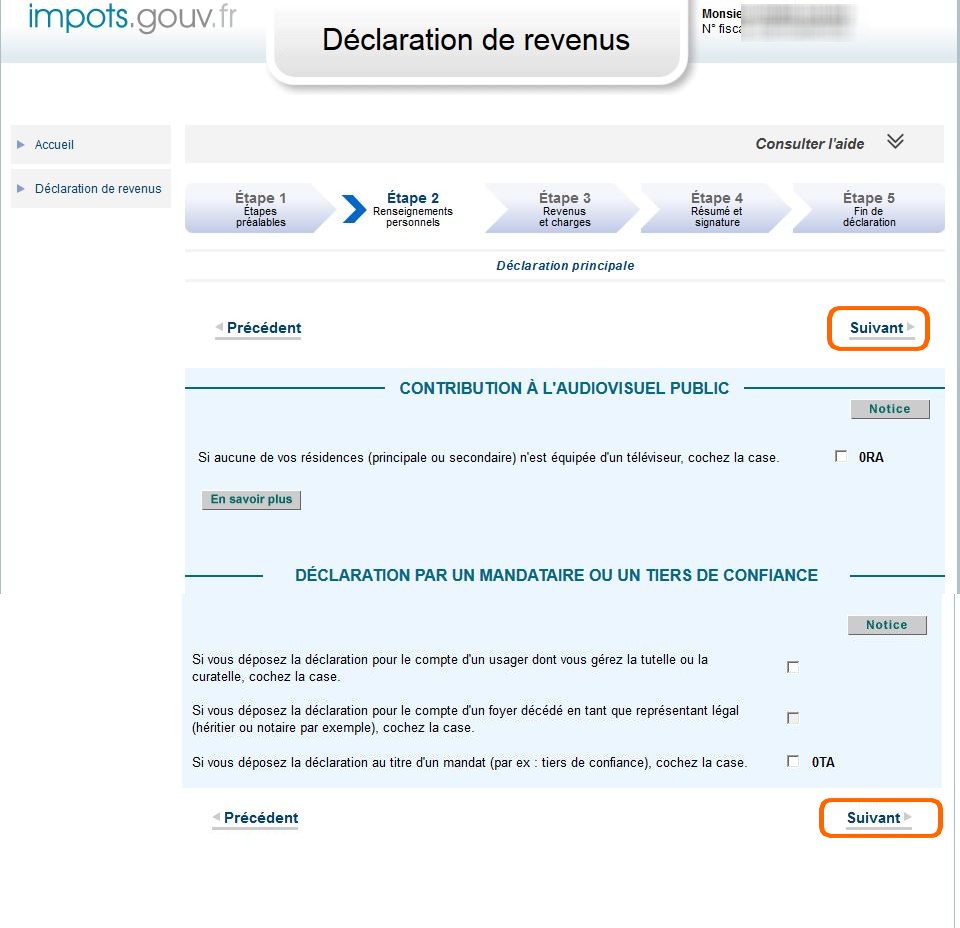 impots.gouv.fr
Déclaration de revenus
Monsie
N° fisca
Accueil
Déclaration de revenus
Consulter l'aide
Étape 1
Étapes
préalables
Étape 2
Renseignements
personnels
Étape 3
Revenus
et charges
Étape 4
Résumé et
signature
Étape 5
Fin de
déclaration
Déclaration principale
Précédent
Suivant
CONTRIBUTION À L'AUDIOVISUEL PUBLIC
Notice
Si aucune de vos résidences (principale ou secondaire) n'est équipée d'un téléviseur, cochez la case.
0RA
En savoir plus
DÉCLARATION PAR UN MANDATAIRE OU UN TIERS DE CONFIANCE
Notice
Si vous déposez la déclaration pour le compte d'un usager dont vous gérez la tutelle ou la
curatelle, cochez la case.
Si vous déposez la déclaration pour le compte d'un foyer décédé en tant que représentant légal
(héritier ou notaire par exemple), cochez la case.
Si vous déposez la déclaration au titre d'un mandat (par ex : tiers de confiance), cochez la case.
0TA
Précédent
Suivant